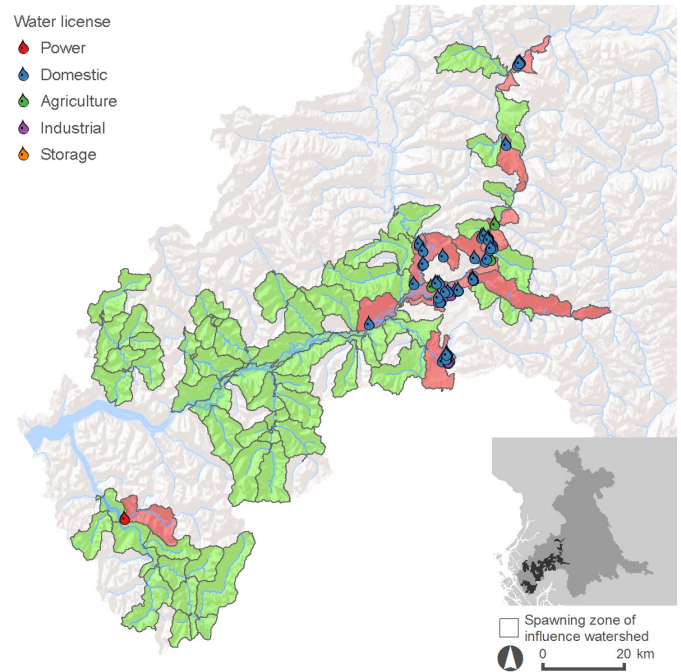 Water license
Power
Domestic
Agriculture
Industrial
Storage
Spawning zone of
influence watershed
0 20 km